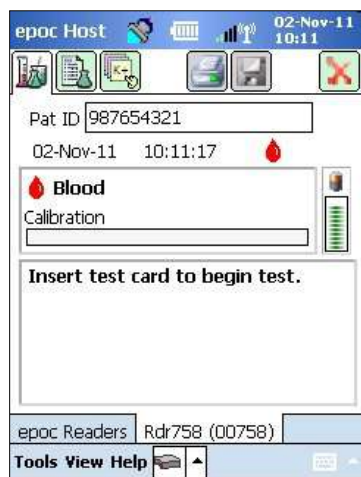 epoc Host 02-Nov-11
10:11
K+
Pat ID 987654321
02-Nov-11 10:11:17
Blood
Calibration
Insert test card to begin test.
epoc Readers Rdr758 (00758)
Tools View Help